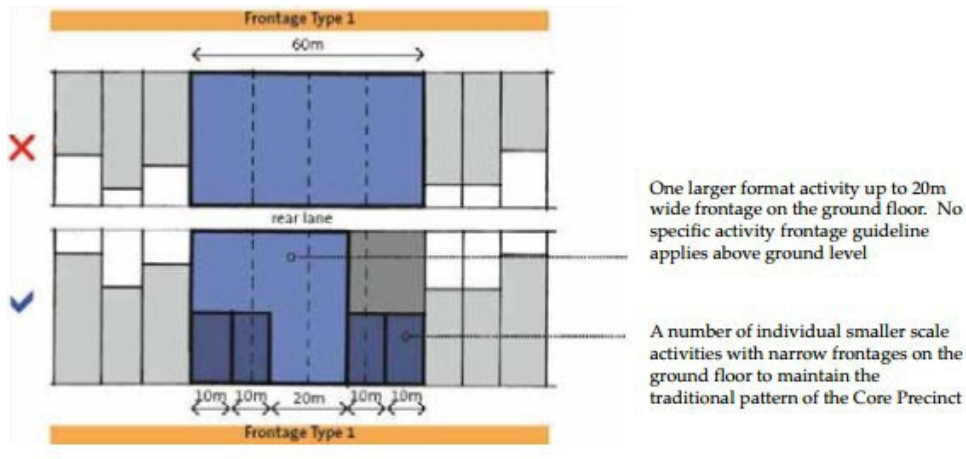 Frontage Type 1
60m
rear lane
One larger format activity up to 20m
wide frontage on the ground floor. No
specific activity frontage guideline
applies above ground level
A number of individual smaller scale
activities with narrow frontages on the
ground floor to maintain the
traditional pattern of the Core Precinct
10m 10m 20m 10m 10m
Frontage Type 1